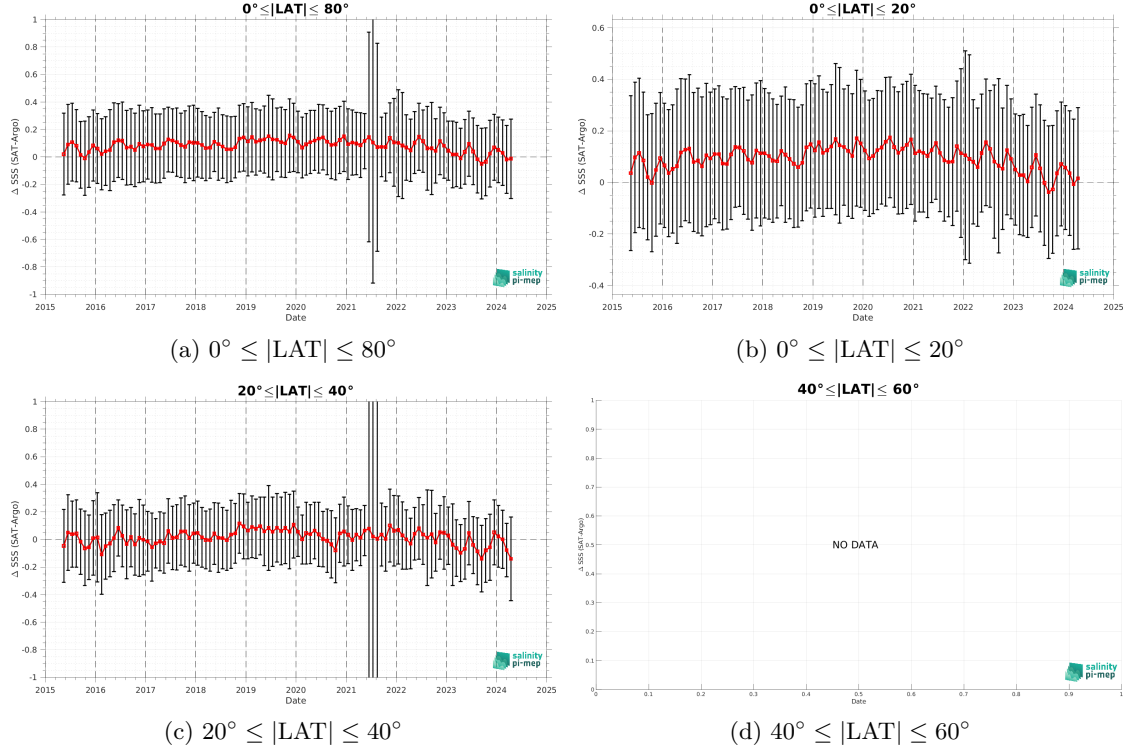 0°≤|LAT|≤ 80°
1
0.8
0.6
0.4
0.2
0
-0.2
-0.4
-0.6
-0.8
-1
Δ SSS (SAT-Argo)
2015 2016 2017 2018 2019 2020 2021 2022 2023 2024 2025
Date
salinity
pi-mep
(a) 0° ≤ |LAT| ≤ 80°
0°≤|LAT|≤ 20°
0.6
0.4
0.2
0
-0.2
-0.4
Δ SSS (SAT-Argo)
2015 2016 2017 2018 2019 2020 2021 2022 2023 2024 2025
Date
salinity
pi-mep
(b) 0° ≤ |LAT| ≤ 20°
20°≤|LAT|≤ 40°
1
0.8
0.6
0.4
0.2
0
-0.2
-0.4
-0.6
-0.8
-1
Δ SSS (SAT-Argo)
2015 2016 2017 2018 2019 2020 2021 2022 2023 2024 2025
Date
salinity
pi-mep
(c) 20° ≤ |LAT| ≤ 40°
40°≤|LAT|≤ 60°
1
0.9
0.8
0.7
0.6
0.5
0.4
0.3
0.2
0.1
0
Δ SSS (SAT-Argo)
NO DATA
0 0.1 0.2 0.3 0.4 0.5 0.6 0.7 0.8 0.9 1
Date
salinity
pi-mep
(d) 40° ≤ |LAT| ≤ 60°